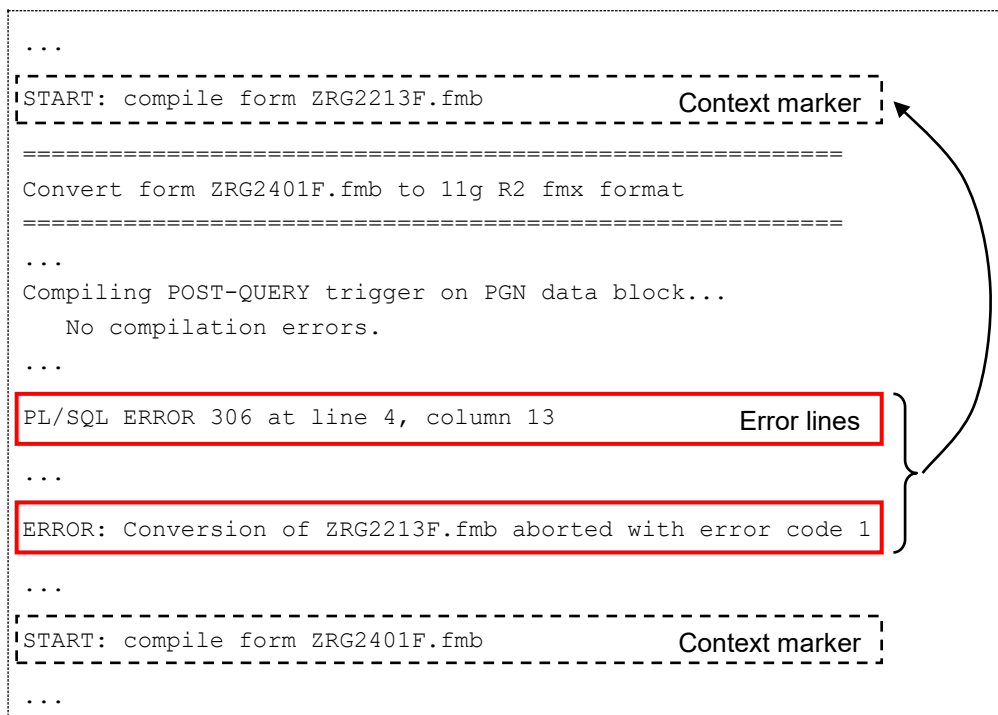 ...
START: compile form ZRG2213F.fmb Context marker
=========================================================
Convert form ZRG2401F.fmb to 11g R2 fmx format
=========================================================
...
Compiling POST-QUERY trigger on PGN data block...
No compilation errors.
...
PL/SQL ERROR 306 at line 4, column 13 Error lines
...
ERROR: Conversion of ZRG2213F.fmb aborted with error code 1
...
START: compile form ZRG2401F.fmb Context marker
...